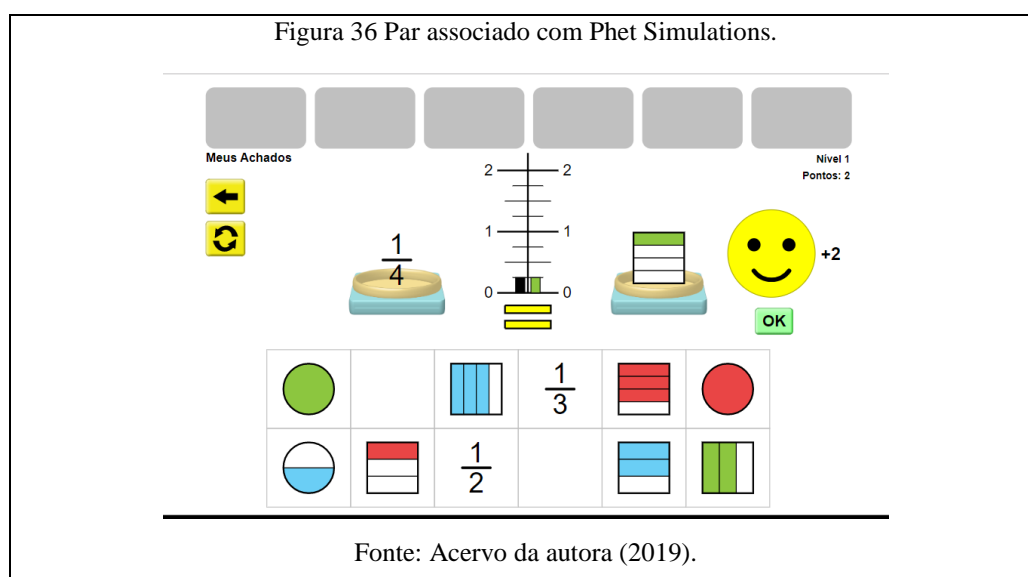 Figura 36 Par associado com Phet Simulations.
Meus Achados
Nível 1
Pontos: 2
2 2
1 1
0 0
1
4
+2
OK
1
3
1
2
Fonte: Acervo da autora (2019).